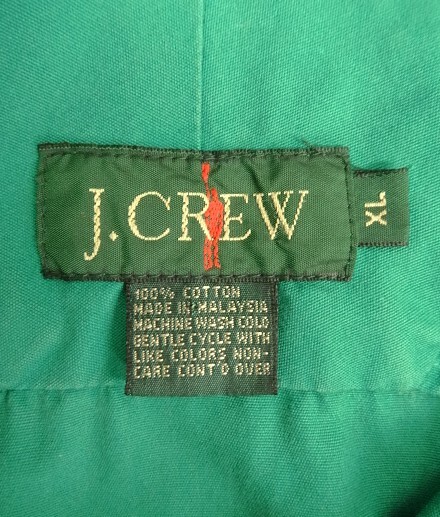 J.CREW
XL
100% COTTON
MADE IN MALAYSIA
MACHINE WASH COLD
GENTLE CYCLE WITH
LIKE COLORS NON-
CARE CONT'D OVER